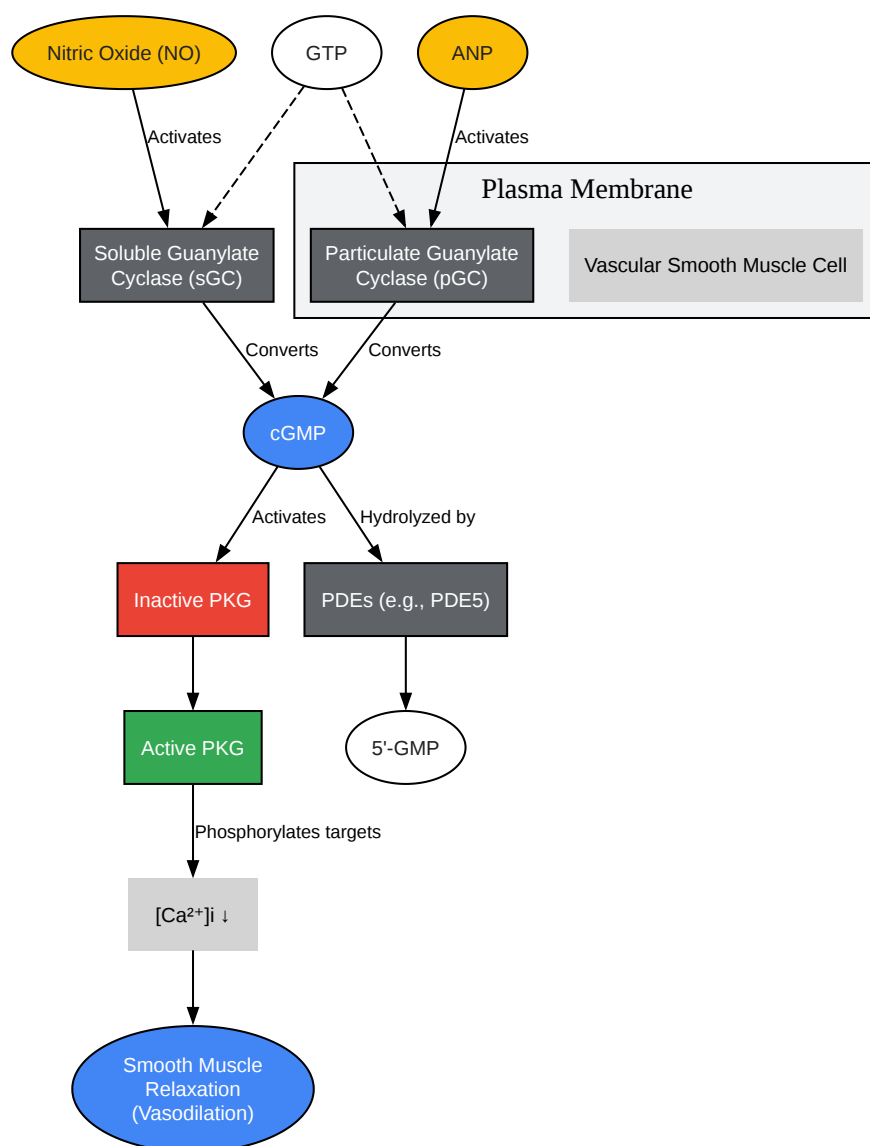 Nitric Oxide (NO)
GTP
ANP
Activates
Activates
Plasma Membrane
Soluble Guanylate
Cyclase (sGC)
Particulate Guanylate
Cyclase (pGC)
Vascular Smooth Muscle Cell
Converts
Converts
cGMP
Activates
Hydrolyzed by
Inactive PKG
PDEs (e.g., PDE5)
Active PKG
5'-GMP
Phosphorylates targets
[Ca²⁺]i ↓
Smooth Muscle
Relaxation
(Vasodilation)